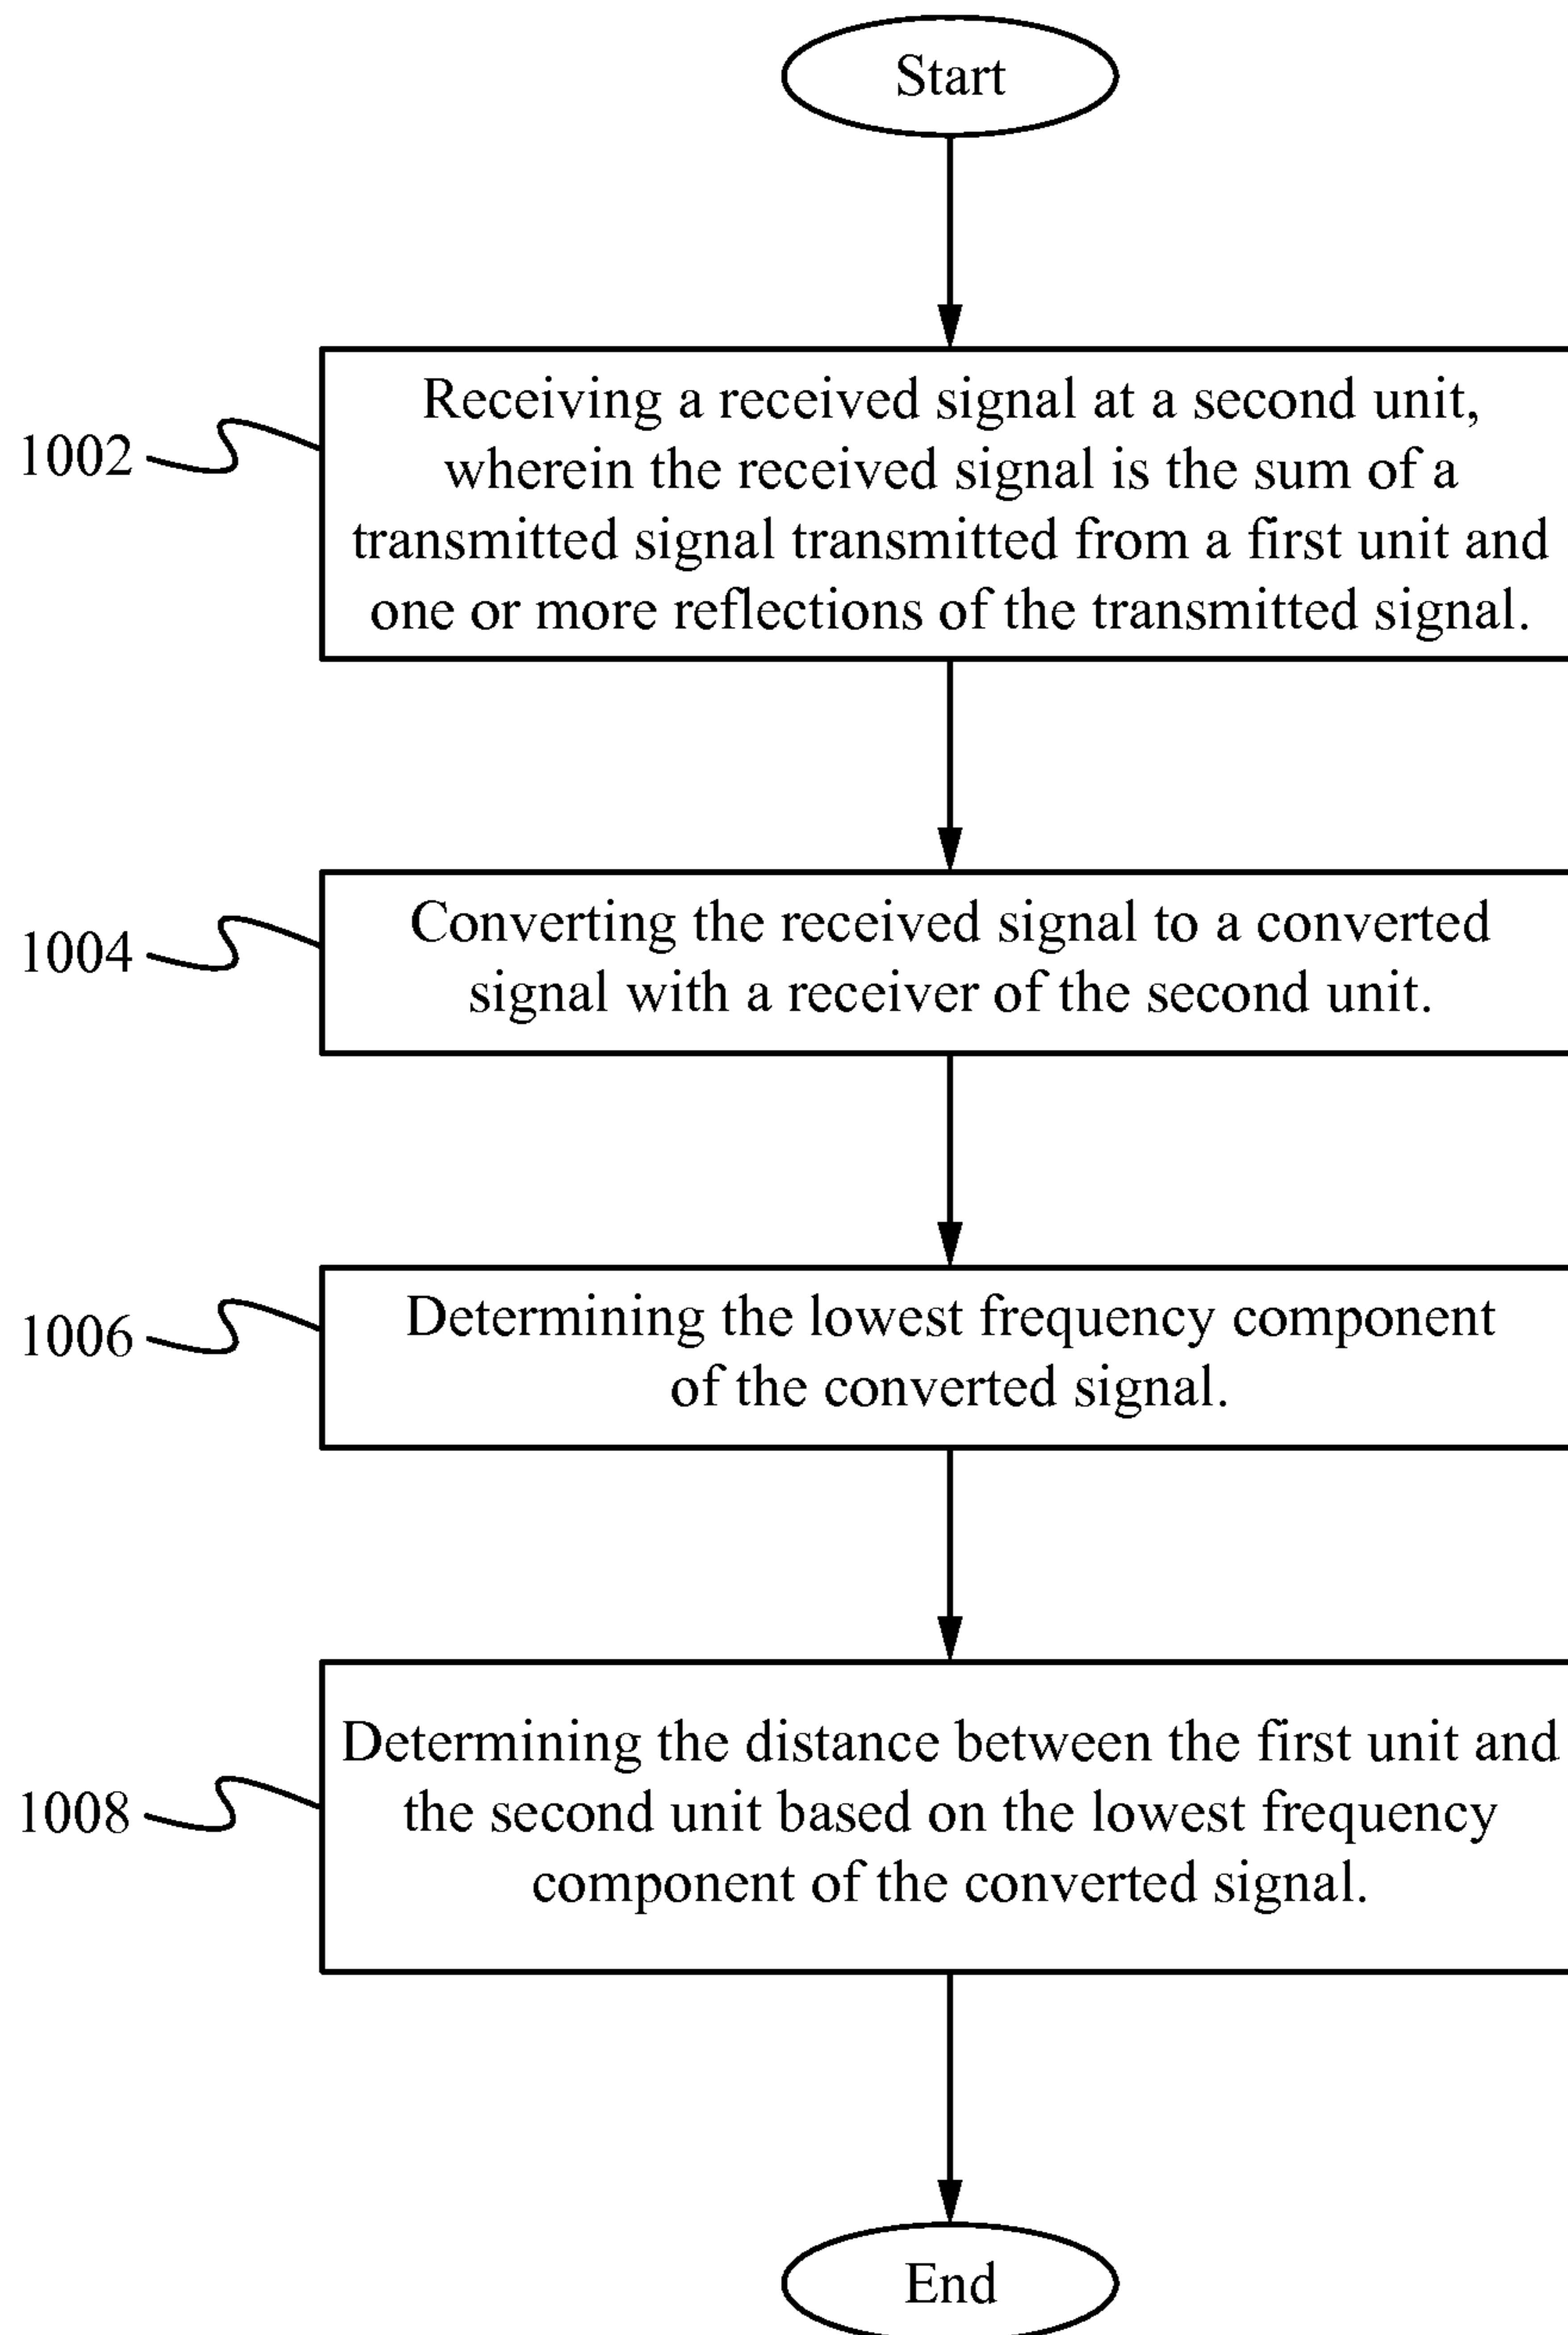 Start
1002
Receiving a received signal at a second unit,
wherein the received signal is the sum of a
transmitted signal transmitted from a first unit and
one or more reflections of the transmitted signal.
1004
Converting the received signal to a converted
signal with a receiver of the second unit.
1006
Determining the lowest frequency component
of the converted signal.
1008
Determining the distance between the first unit and
the second unit based on the lowest frequency
component of the converted signal.
End